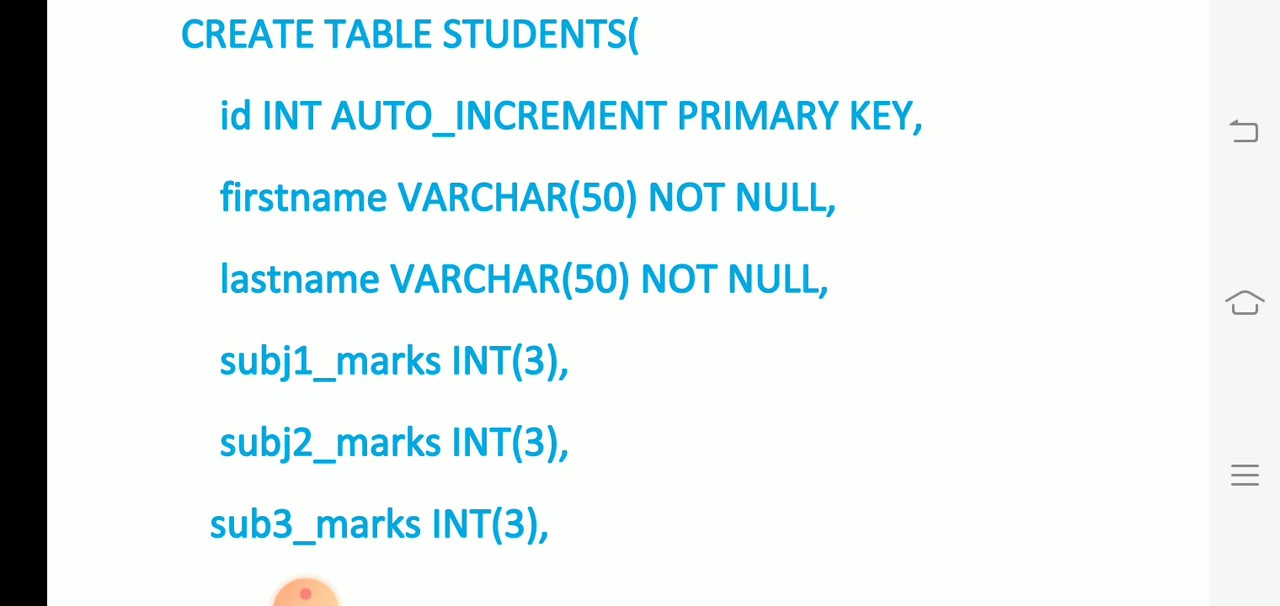 CREATE TABLE STUDENTS(
id INT AUTO_INCREMENT PRIMARY KEY,
firstname VARCHAR(50) NOT NULL,
lastname VARCHAR(50) NOT NULL,
subj1_marks INT(3),
subj2_marks INT(3),
sub3_marks INT(3),